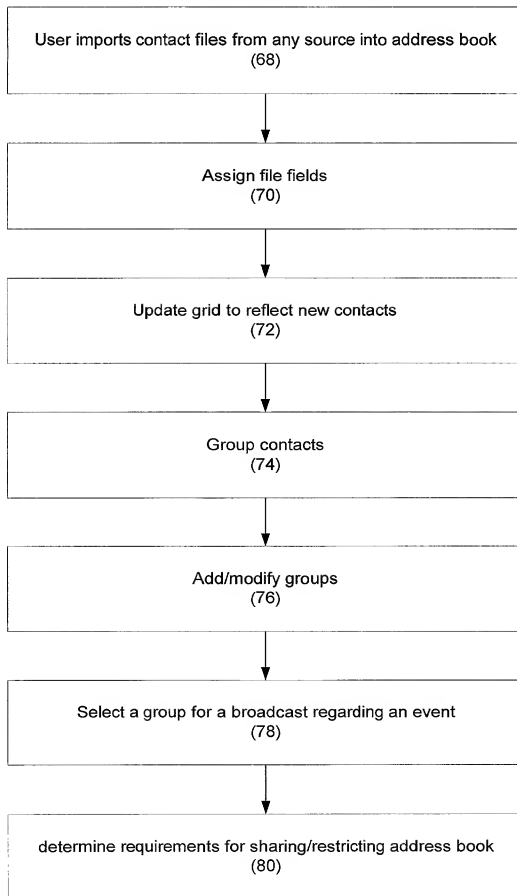 User imports contact files from any source into address book
(68)
Assign file fields
(70)
Update grid to reflect new contacts
(72)
Group contacts
(74)
Add/modify groups
(76)
Select a group for a broadcast regarding an event
(78)
determine requirements for sharing/restricting address book
(80)